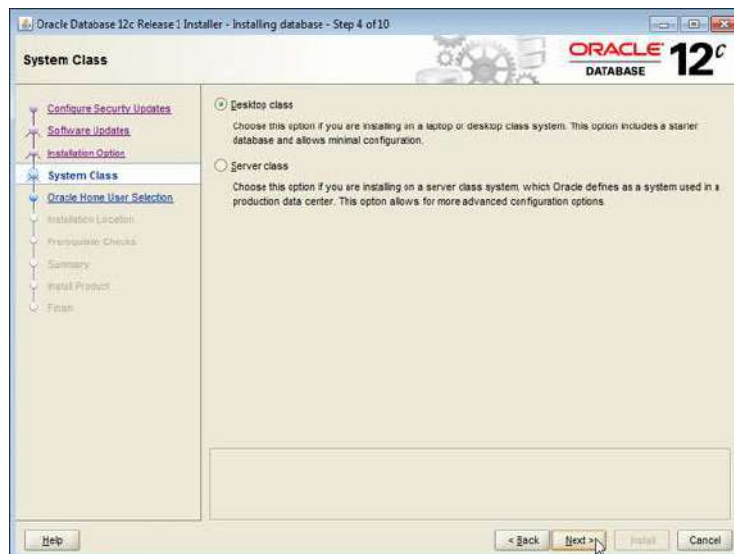 Oracle Database 12c Release 1 Installer - Installing database - Step 4 of 10
System Class
ORACLE
DATABASE
12c
Configure Security Updates
Software Updates
Installation Option
System Class
Oracle Home User Selection
Installation Location
Prerequisite Checks
Summary
Install Product
Finish
Desktop class
Choose this option if you are installing on a laptop or desktop class system. This option includes a starter
database and allows minimal configuration.
Server class
Choose this option if you are installing on a server class system, which Oracle defines as a system used in a
production data center. This option allows for more advanced configuration options.
Help
< Back
Next >
Install
Cancel